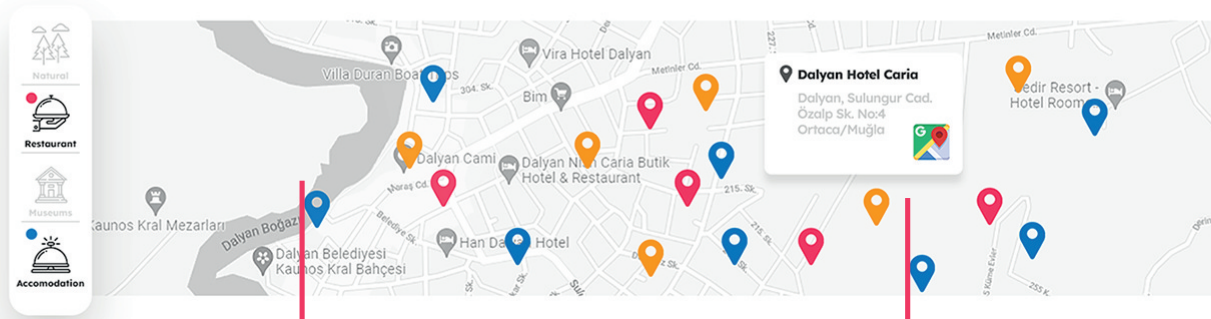 Natural
Restaurant
Museums
Accomodation
Villa Duran Boat
Vira Hotel Dalyan
304. Sk.
Bim
Metinler Cd.
227.
Metinler Cd.
Dalyan Hotel Caria
Dalyan, Sulungur Cad.
Özalp Sk. No:4
Ortaca/Muğla
G
Resort -
Hotel
Dalyan Cami
Maraş Cd.
Dalyan Caria Butik
Hotel & Restaurant
215. Sk.
215. Sk.
Kaunos Kral Mezarları
Dalyan Boğazı
Belediye Sk.
Han Hotel
Dalyan Belediyesi
Kaunos Kral Bahçesi
Sk.
255 K.